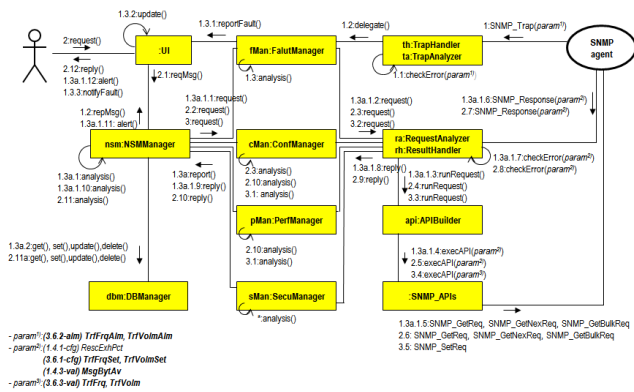 1.3.2:update()
1.3.1:reportFault()
1.2:delegate()
1:SNMP_Trap(param¹⁾)
2:request()
:UI
fMan:FalutManager
th:TrapHandler
ta:TrapAnalyzer
SNMP
agent
2.12:reply()
1.3a.1.12:alert()
1.3.3:notifyFault()
2.1:reqMsg()
1.3:analysis()
1.1:checkError(param¹⁾)
1.2:repMsg()
1.3a.1.11: alert()
1.3a.1.1:request()
2.2:request()
3:request()
1.3a.1.2:request()
2.3:request()
3.2:request()
1.3a.1.6:SNMP_Response(param²⁾)
2.7:SNMP_Response(param²⁾)
nsm:NSMManager
cMan:ConfManager
ra:RequestAnalyzer
rh:ResultHandler
1.3a.1:analysis()
1.3a.1.10:analysis()
2.11:analysis()
1.3a:report()
1.3a.1.9:reply()
2.10:reply()
2.3:analysis()
2.10:analysis()
3.1: analysis()
1.3a.1.8:reply()
2.9:reply()
1.3a.1.3:runRequest()
2.4:runRequest()
3.3:runRequest()
1.3a.1.7:checkError(param²⁾)
2.8:checkError(param²⁾)
pMan:PerfManager
api:APIBuilder
2.10:analysis()
3.1:analysis()
1.3a.2:get(), set(),update(),delete()
2.11a:get(), set(),update(),delete()
1.3a.1.4:execAPI(param²⁾)
2.5:execAPI(param²⁾)
3.4:execAPI(param³⁾)
dbm:DBManager
sMan:SecuManager
:SNMP_APIs
*:analysis()
1.3a.1.5:SNMP_GetReq, SNMP_GetNexReq, SNMP_GetBulkReq
2.6: SNMP_GetReq, SNMP_GetNexReq, SNMP_GetBulkReq
3.5: SNMP_SetReq
- param¹⁾:(3.6.2-alm) TrfFrqAlm, TrfVolmAlm
- param²⁾:(1.4.1-cfg) RescExhPct
(3.6.1-cfg) TrfFrqSet, TrfVolmSet
(1.4.3-val) MsgBytAv
- param³⁾:(3.6.3-val) TrfFrq, TrfVolm